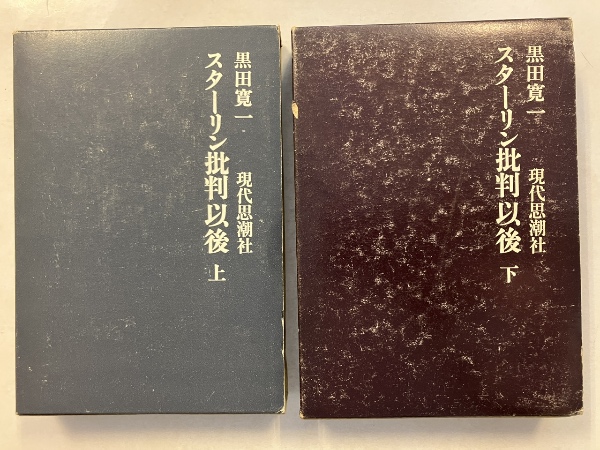 黒田寛一
スターリン批判以後 上
現代思潮社
黒田寛一
スターリン批判以後 下
現代思潮社